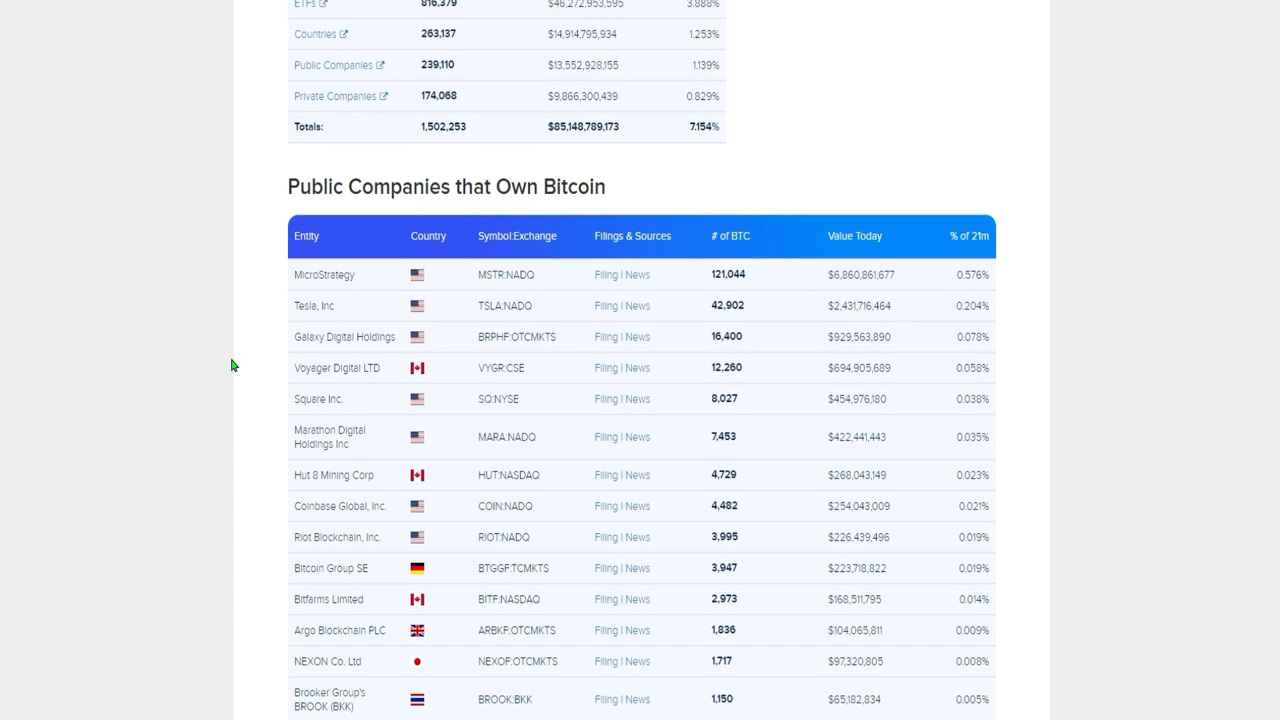 ETFs 816,379 $46,272,953,595 3.888%
Countries 263,137 $14,914,795,934 1.253%
Public Companies 239,110 $13,552,928,155 1.139%
Private Companies 174,068 $9,866,300,439 0.829%
Totals: 1,502,253 $85,148,789,173 7.154%
Public Companies that Own Bitcoin
Entity Country Symbol:Exchange Filings & Sources # of BTC Value Today % of 21m
MicroStrategy MSTR:NADQ Filing | News 121,044 $6,860,861,677 0.576%
Tesla, Inc TSLA:NADQ Filing | News 42,902 $2,431,716,464 0.204%
Galaxy Digital Holdings BRPHF:OTCMKTS Filing | News 16,400 $929,563,890 0.078%
Voyager Digital LTD VYGR:CSE Filing | News 12,260 $694,905,689 0.058%
Square Inc. SQ:NYSE Filing | News 8,027 $454,976,180 0.038%
Marathon Digital
Holdings Inc MARA:NADQ Filing | News 7,453 $422,441,443 0.035%
Hut 8 Mining Corp HUT:NASDAQ Filing | News 4,729 $268,043,149 0.023%
Coinbase Global, Inc. COIN:NADQ Filing | News 4,482 $254,043,009 0.021%
Riot Blockchain, Inc. RIOT:NADQ Filing | News 3,995 $226,439,496 0.019%
Bitcoin Group SE BTGGF:TCMKTS Filing | News 3,947 $223,718,822 0.019%
Bitfarms Limited BITF:NASDAQ Filing | News 2,973 $168,511,795 0.014%
Argo Blockchain PLC ARBKF:OTCMKTS Filing | News 1,836 $104,065,811 0.009%
NEXON Co. Ltd NEXOF:OTCMKTS Filing | News 1,717 $97,320,805 0.008%
Brooker Group's
BROOK (BKK) BROOK:BKK Filing | News 1,150 $65,182,834 0.005%